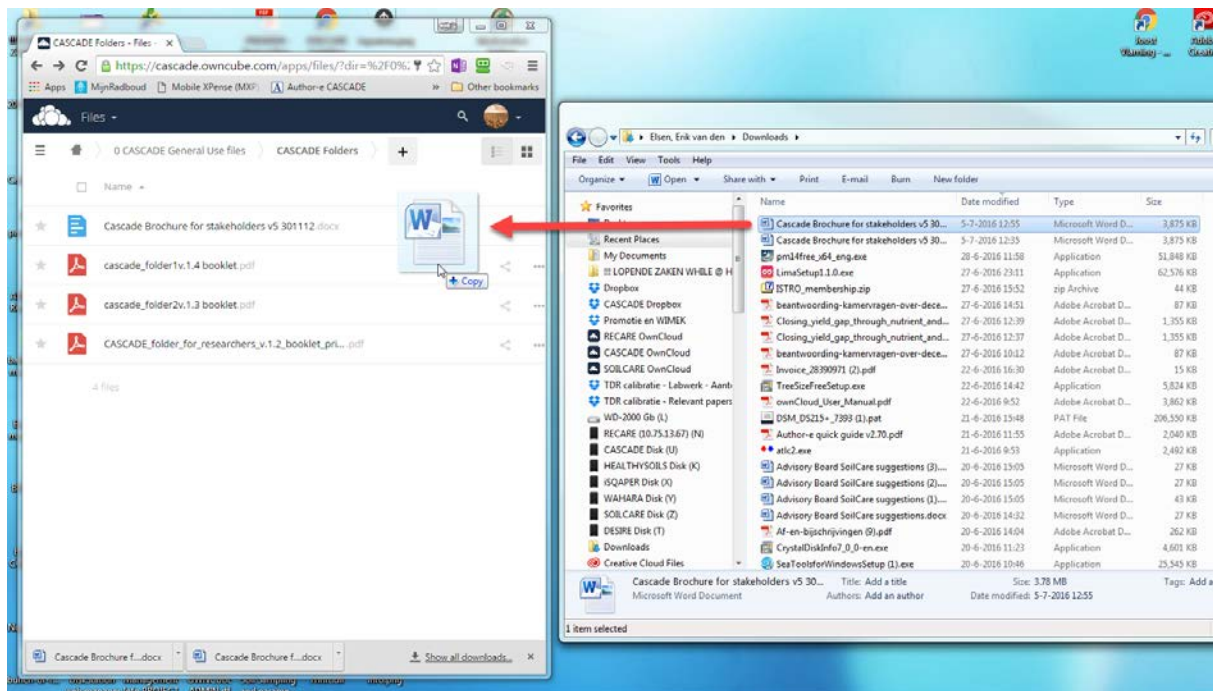 CASCADE Folders - Files -
https://cascade.owncube.com/apps/files/?dir=%2F0%
Apps MijnRadboud Mobile XPense (MXP) Author-e CASCADE » Other bookmarks
Files
0 CASCADE General Use files CASCADE Folders +
Name
Cascade Brochure for stakeholders v5 301112.docx
cascade_folder1v.1.4 booklet.pdf
cascade_folder2v.1.3 booklet.pdf
CASCADE_folder_for_researchers_v.1.2_booklet_pri... .pdf
4 files
+ Copy
Cascade Brochure f....docx Cascade Brochure f....docx Show all downloads...
Elsen, Erik van den Downloads
File Edit View Tools Help
Organize Open Share with Print E-mail Burn New folder
Favorites
Recent Places
My Documents
!!! LOPENDE ZAKEN WHILE @ H
Dropbox
CASCADE Dropbox
Promotie en WIMEK
RECARE OwnCloud
CASCADE OwnCloud
SOILCARE OwnCloud
TDR calibratie - Labwerk - Aant
TDR calibratie - Relevant papers
WD-2000 Gb (L)
RECARE (10.75.13.67) (N)
CASCADE Disk (U)
HEALTHYSOILS Disk (K)
iSQAPER Disk (X)
WAHARA Disk (Y)
SOILCARE Disk (Z)
DESIRE Disk (T)
Downloads
Creative Cloud Files
Name Date modified Type Size
Cascade Brochure for stakeholders v5 30... 5-7-2016 12:55 Microsoft Word D... 3,875 KB
Cascade Brochure for stakeholders v5 30... 5-7-2016 12:35 Microsoft Word D... 3,875 KB
pm14free_x64_eng.exe 28-6-2016 11:58 Application 51,848 KB
LimaSetup1.1.0.exe 27-6-2016 23:11 Application 62,576 KB
ISTRO_membership.zip 27-6-2016 15:52 zip Archive 44 KB
beantwoording-kamervragen-over-dece... 27-6-2016 14:51 Adobe Acrobat D... 87 KB
Closing_yield_gap_through_nutrient_and... 27-6-2016 12:39 Adobe Acrobat D... 1,355 KB
Closing_yield_gap_through_nutrient_and... 27-6-2016 12:37 Adobe Acrobat D... 1,355 KB
beantwoording-kamervragen-over-dece... 27-6-2016 10:12 Adobe Acrobat D... 87 KB
Invoice_28390971 (2).pdf 22-6-2016 16:30 Adobe Acrobat D... 15 KB
TreeSizeFreeSetup.exe 22-6-2016 14:42 Application 5,824 KB
ownCloud_User_Manual.pdf 22-6-2016 9:52 Adobe Acrobat D... 3,862 KB
DSM_DS215+_7393 (1).pat 21-6-2016 15:48 PAT File 206,550 KB
Author-e quick guide v2.70.pdf 21-6-2016 11:55 Adobe Acrobat D... 2,040 KB
atlc2.exe 21-6-2016 9:53 Application 2,492 KB
Advisory Board SoilCare suggestions (3).... 20-6-2016 15:05 Microsoft Word D... 27 KB
Advisory Board SoilCare suggestions (2).... 20-6-2016 15:05 Microsoft Word D... 27 KB
Advisory Board SoilCare suggestions (1).... 20-6-2016 15:05 Microsoft Word D... 43 KB
Advisory Board SoilCare suggestions.docx 20-6-2016 14:32 Microsoft Word D... 27 KB
Af-en-bijschrijvingen (9).pdf 20-6-2016 14:04 Adobe Acrobat D... 262 KB
CrystalDiskInfo7_0_0-en.exe 20-6-2016 11:23 Application 4,601 KB
SeaToolsforWindowsSetup (1).exe 20-6-2016 10:46 Application 25,545 KB
Cascade Brochure for stakeholders v5 30... Title: Add a title Size: 3.78 MB Tags: Add a
Microsoft Word Document Authors: Add an author Date modified: 5-7-2016 12:55
1 item selected